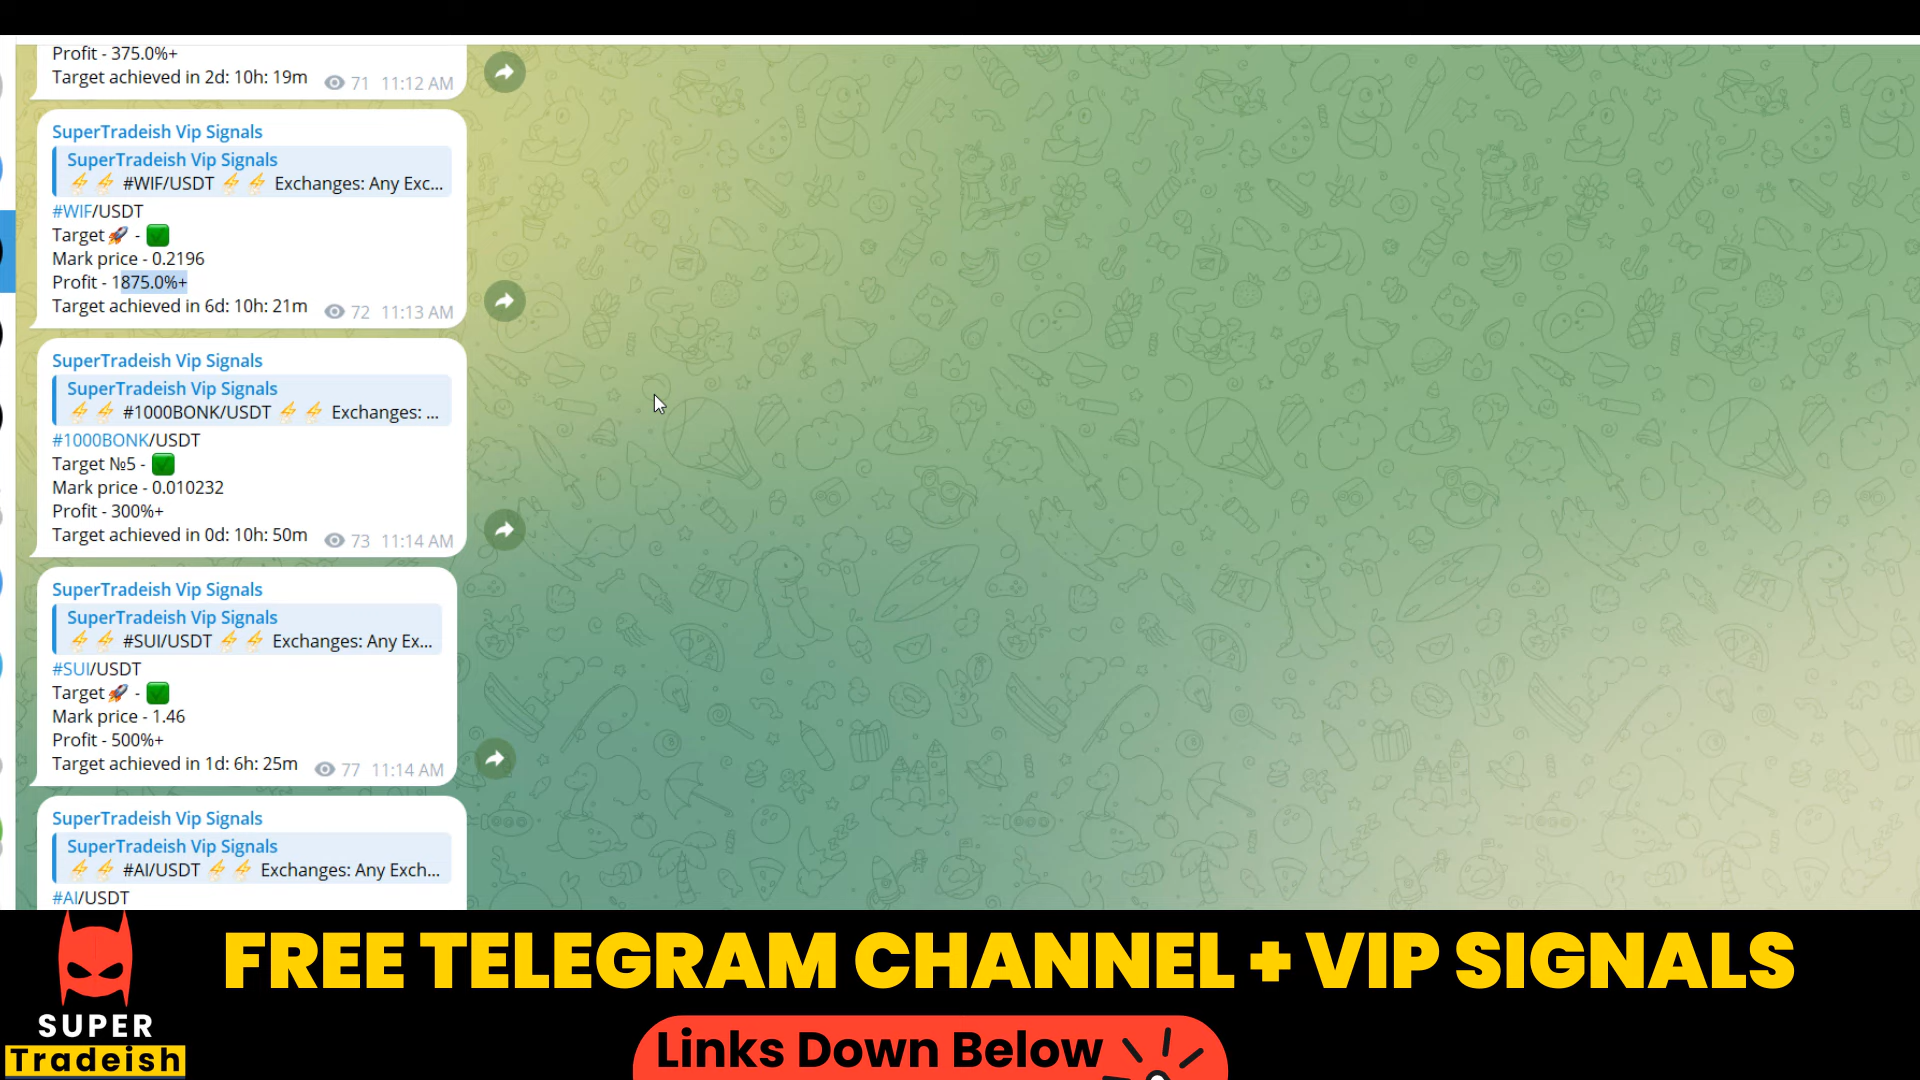 Profit - 375.0%+
Target achieved in 2d: 10h: 19m 71 11:12 AM
SuperTradeish Vip Signals
SuperTradeish Vip Signals
⚡ ⚡ #WIF/USDT ⚡ ⚡ Exchanges: Any Exc...
#WIF/USDT
Target 🚀 - ✅
Mark price - 0.2196
Profit - 1875.0%+
Target achieved in 6d: 10h: 21m 72 11:13 AM
SuperTradeish Vip Signals
SuperTradeish Vip Signals
⚡ ⚡ #1000BONK/USDT ⚡ ⚡ Exchanges: ...
#1000BONK/USDT
Target №5 - ✅
Mark price - 0.010232
Profit - 300%+
Target achieved in 0d: 10h: 50m 73 11:14 AM
SuperTradeish Vip Signals
SuperTradeish Vip Signals
⚡ ⚡ #SUI/USDT ⚡ ⚡ Exchanges: Any Ex...
#SUI/USDT
Target 🚀 - ✅
Mark price - 1.46
Profit - 500%+
Target achieved in 1d: 6h: 25m 77 11:14 AM
SuperTradeish Vip Signals
SuperTradeish Vip Signals
⚡ ⚡ #AI/USDT ⚡ ⚡ Exchanges: Any Exch...
#AI/USDT
FREE TELEGRAM CHANNEL + VIP SIGNALS
Links Down Below
SUPER
Tradeish